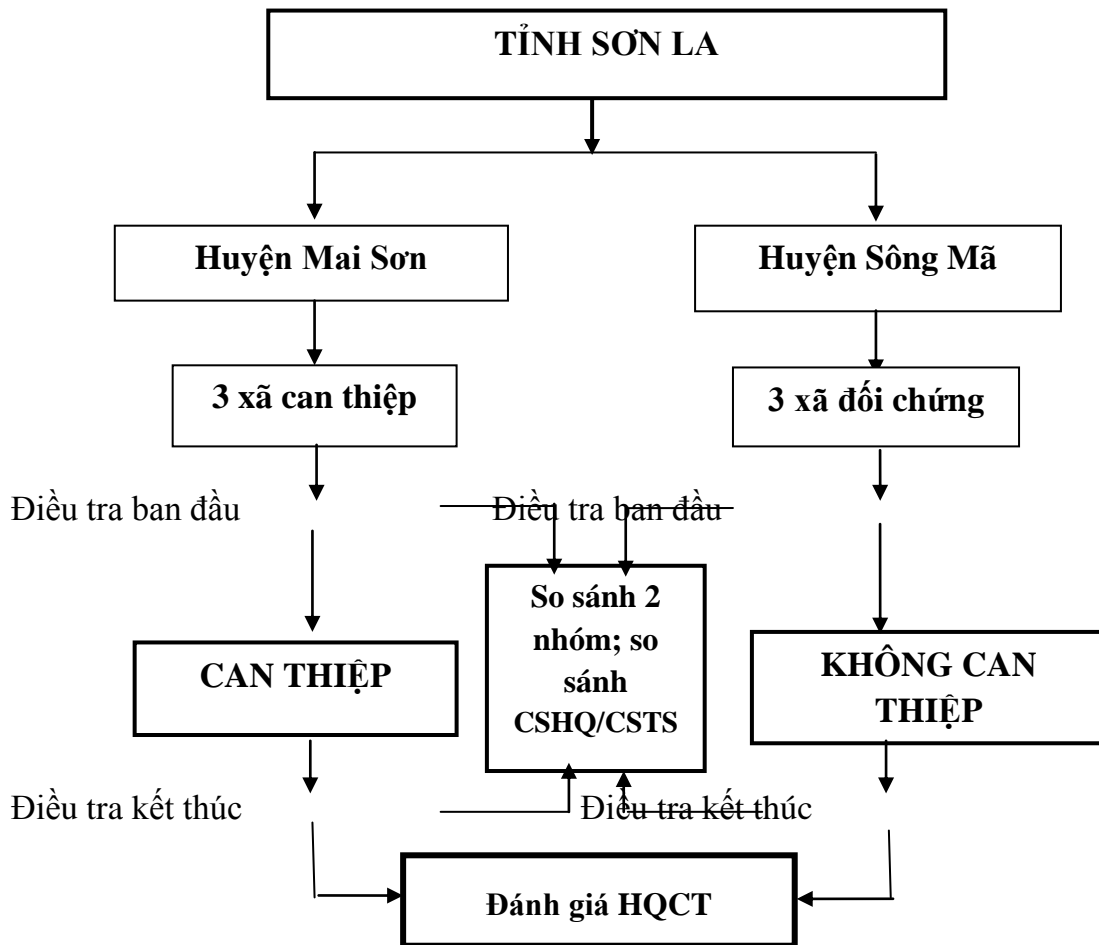 TỈNH SƠN LA
Huyện Mai Sơn
Huyện Sông Mã
3 xã can thiệp
3 xã đối chứng
Điều tra ban đầu
Điều tra ban đầu
So sánh 2
nhóm; so
sánh
CSHQ/CSTS
CAN THIỆP
KHÔNG CAN
THIỆP
Điều tra kết thúc
Điều tra kết thúc
Đánh giá HQCT